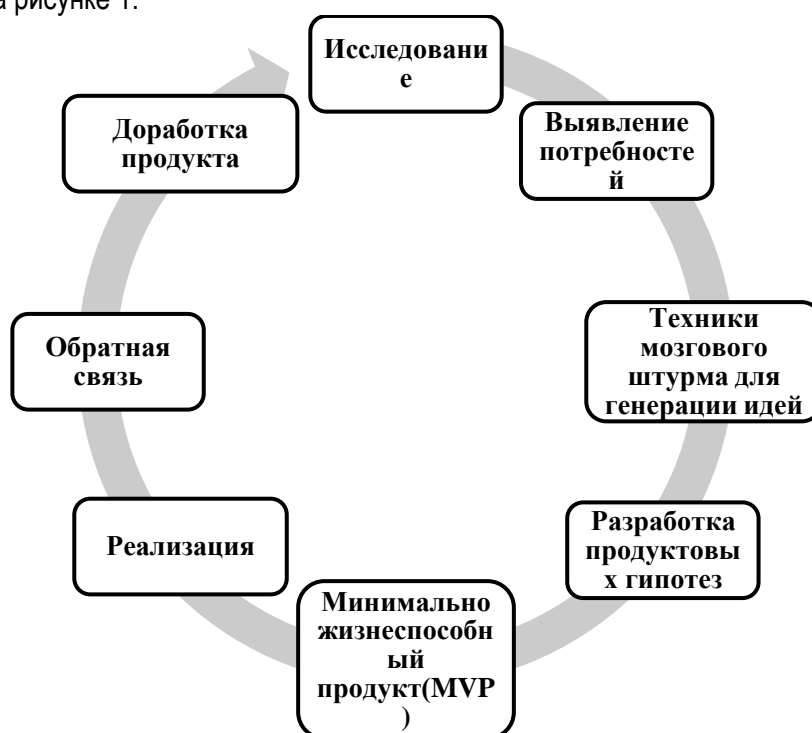 а рисунке 1.
Исследовани
е
Выявление
потребносте
й
Техники
мозгового
штурма для
генерации идей
Разработка
продуктовы
х гипотез
Минимально
жизнеспособн
ый
продукт(MVP
)
Реализация
Обратная
связь
Доработка
продукта